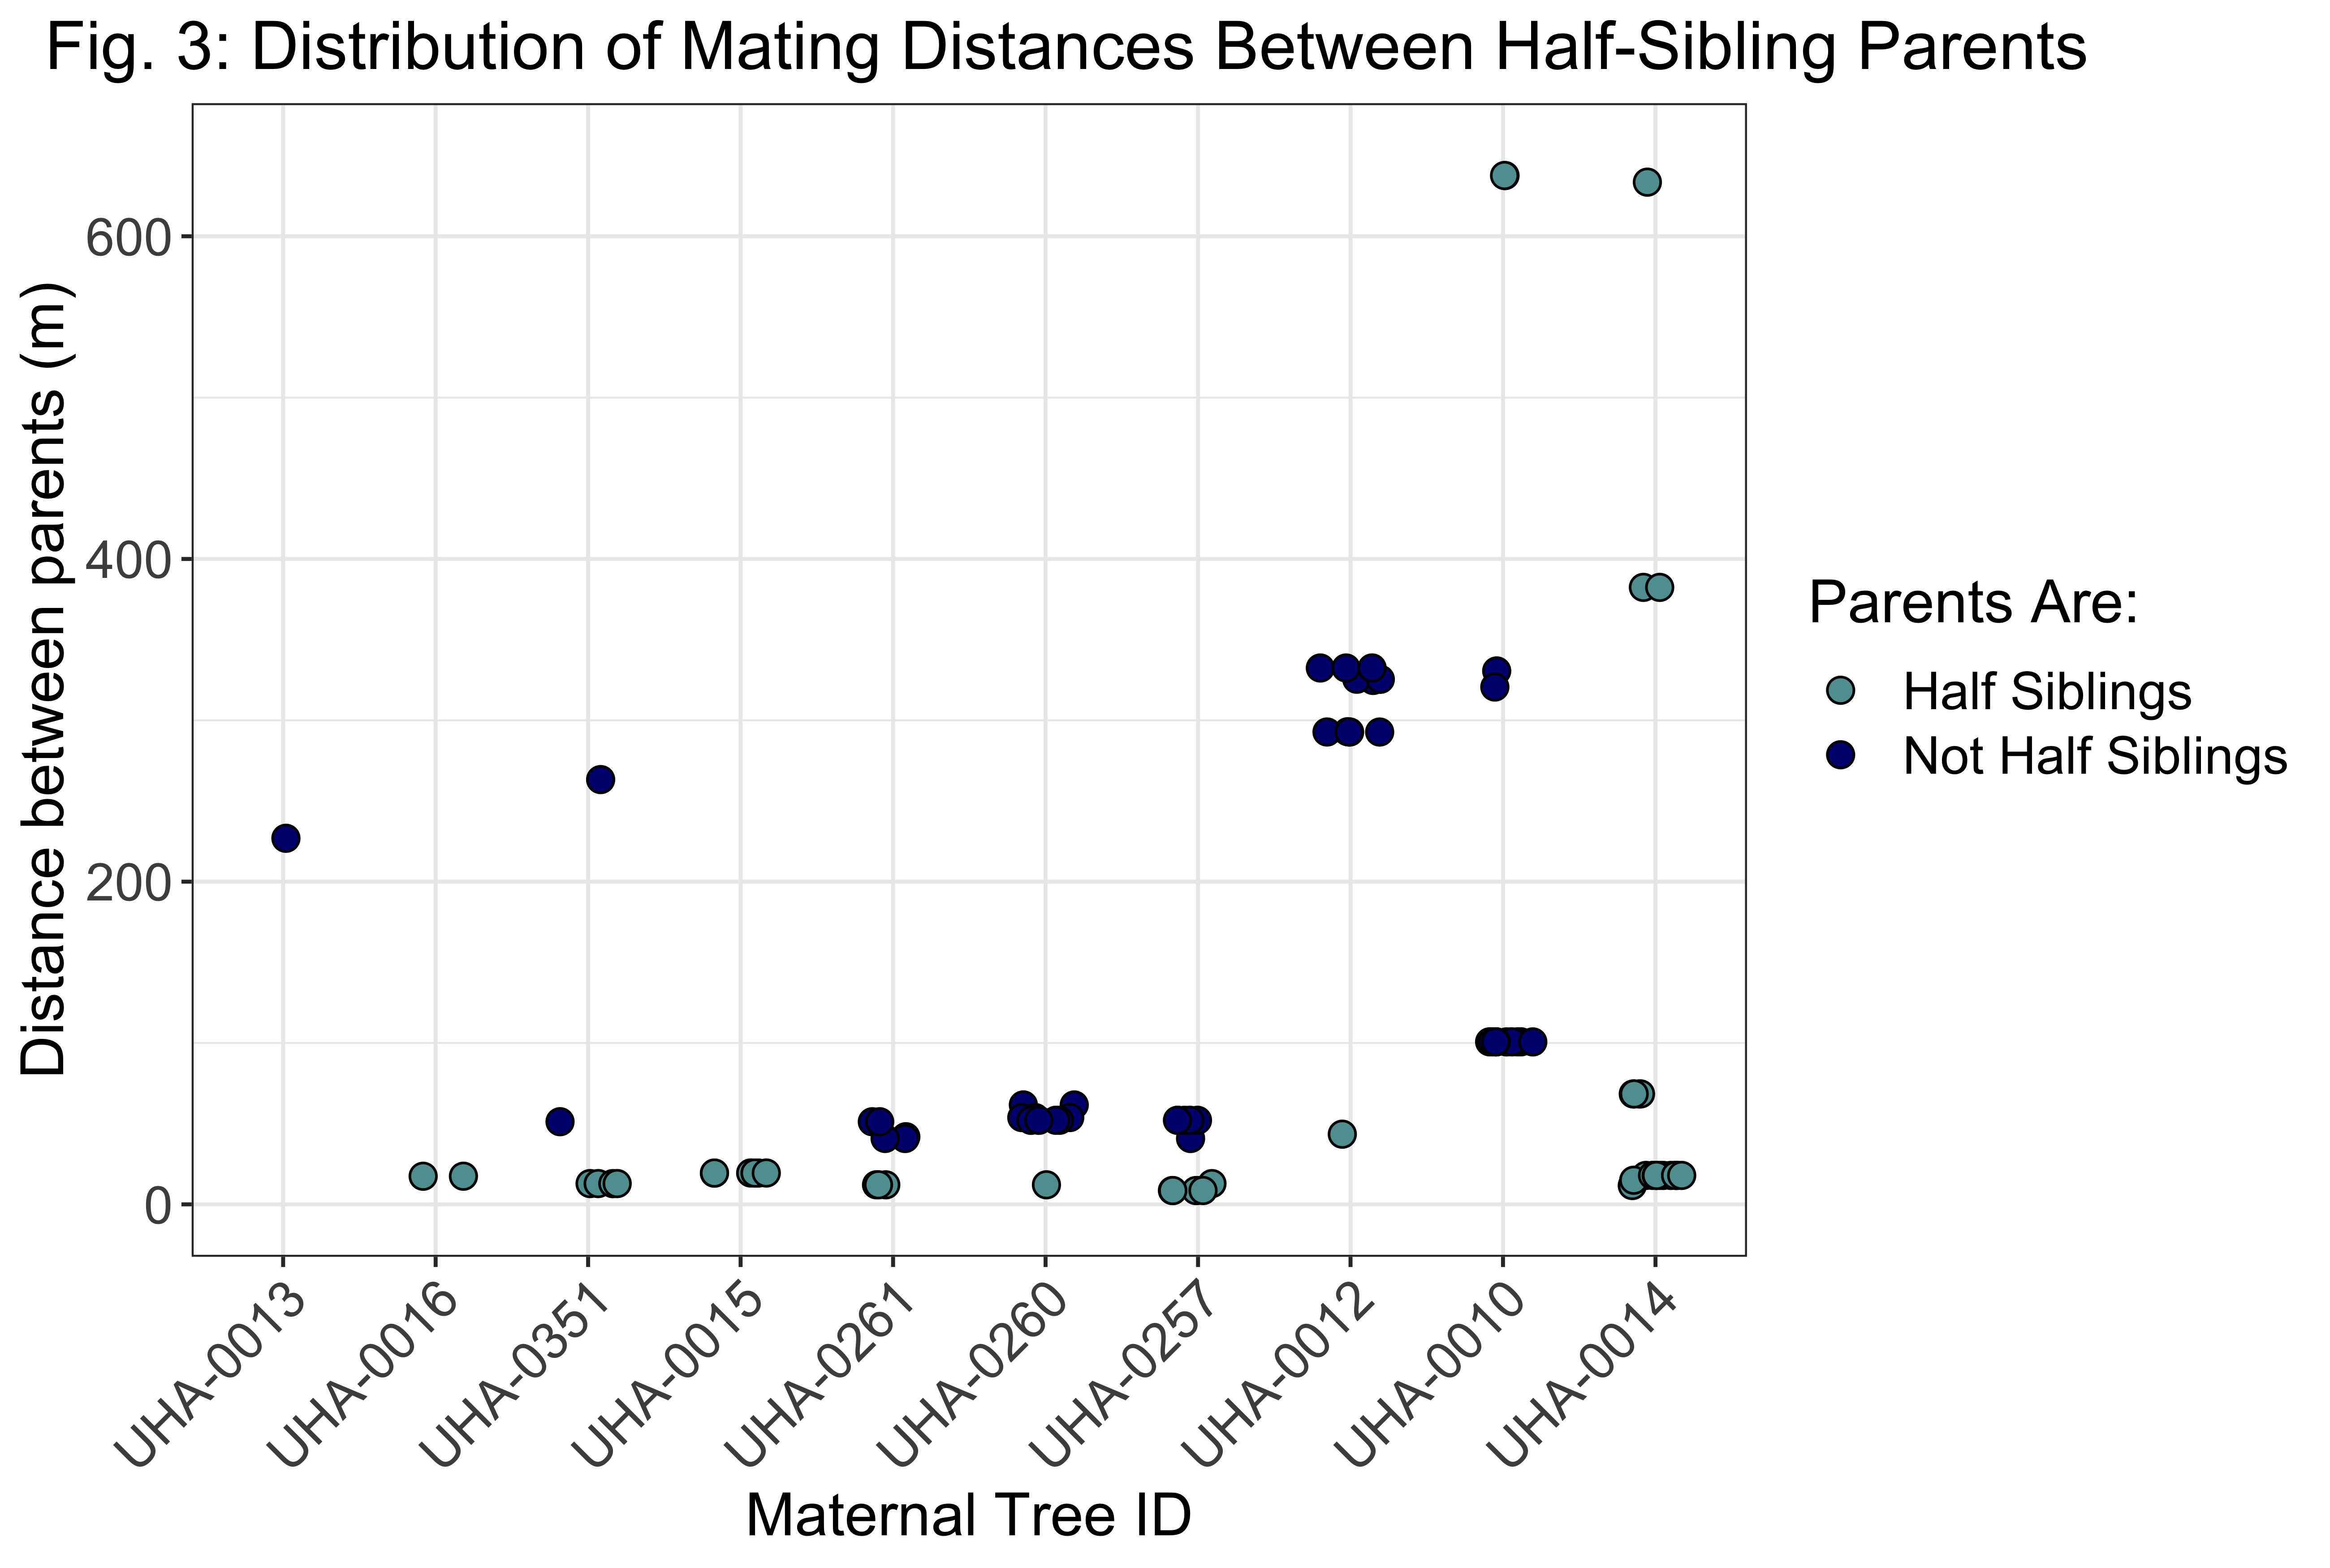 Fig. 3: Distribution of Mating Distances Between Half-Sibling Parents
Distance between parents (m)
600
400
200
0
UHA-0013
UHA-0016
UHA-0351
UHA-0015
UHA-0261
UHA-0260
UHA-0257
UHA-0012
UHA-0010
UHA-0014
Maternal Tree ID
Parents Are:
Half Siblings
Not Half Siblings